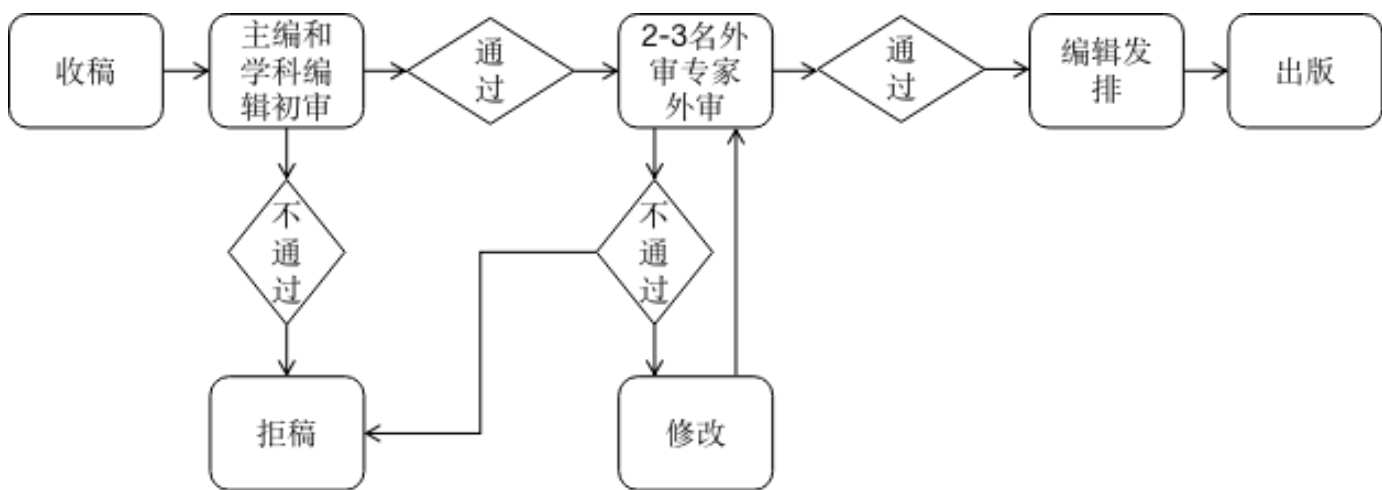 收稿
主编和
学科编
辑初审
通
过
2-3名外
审专家
外审
通
过
编辑发
排
出版
不
通
过
不
通
过
拒稿
修改